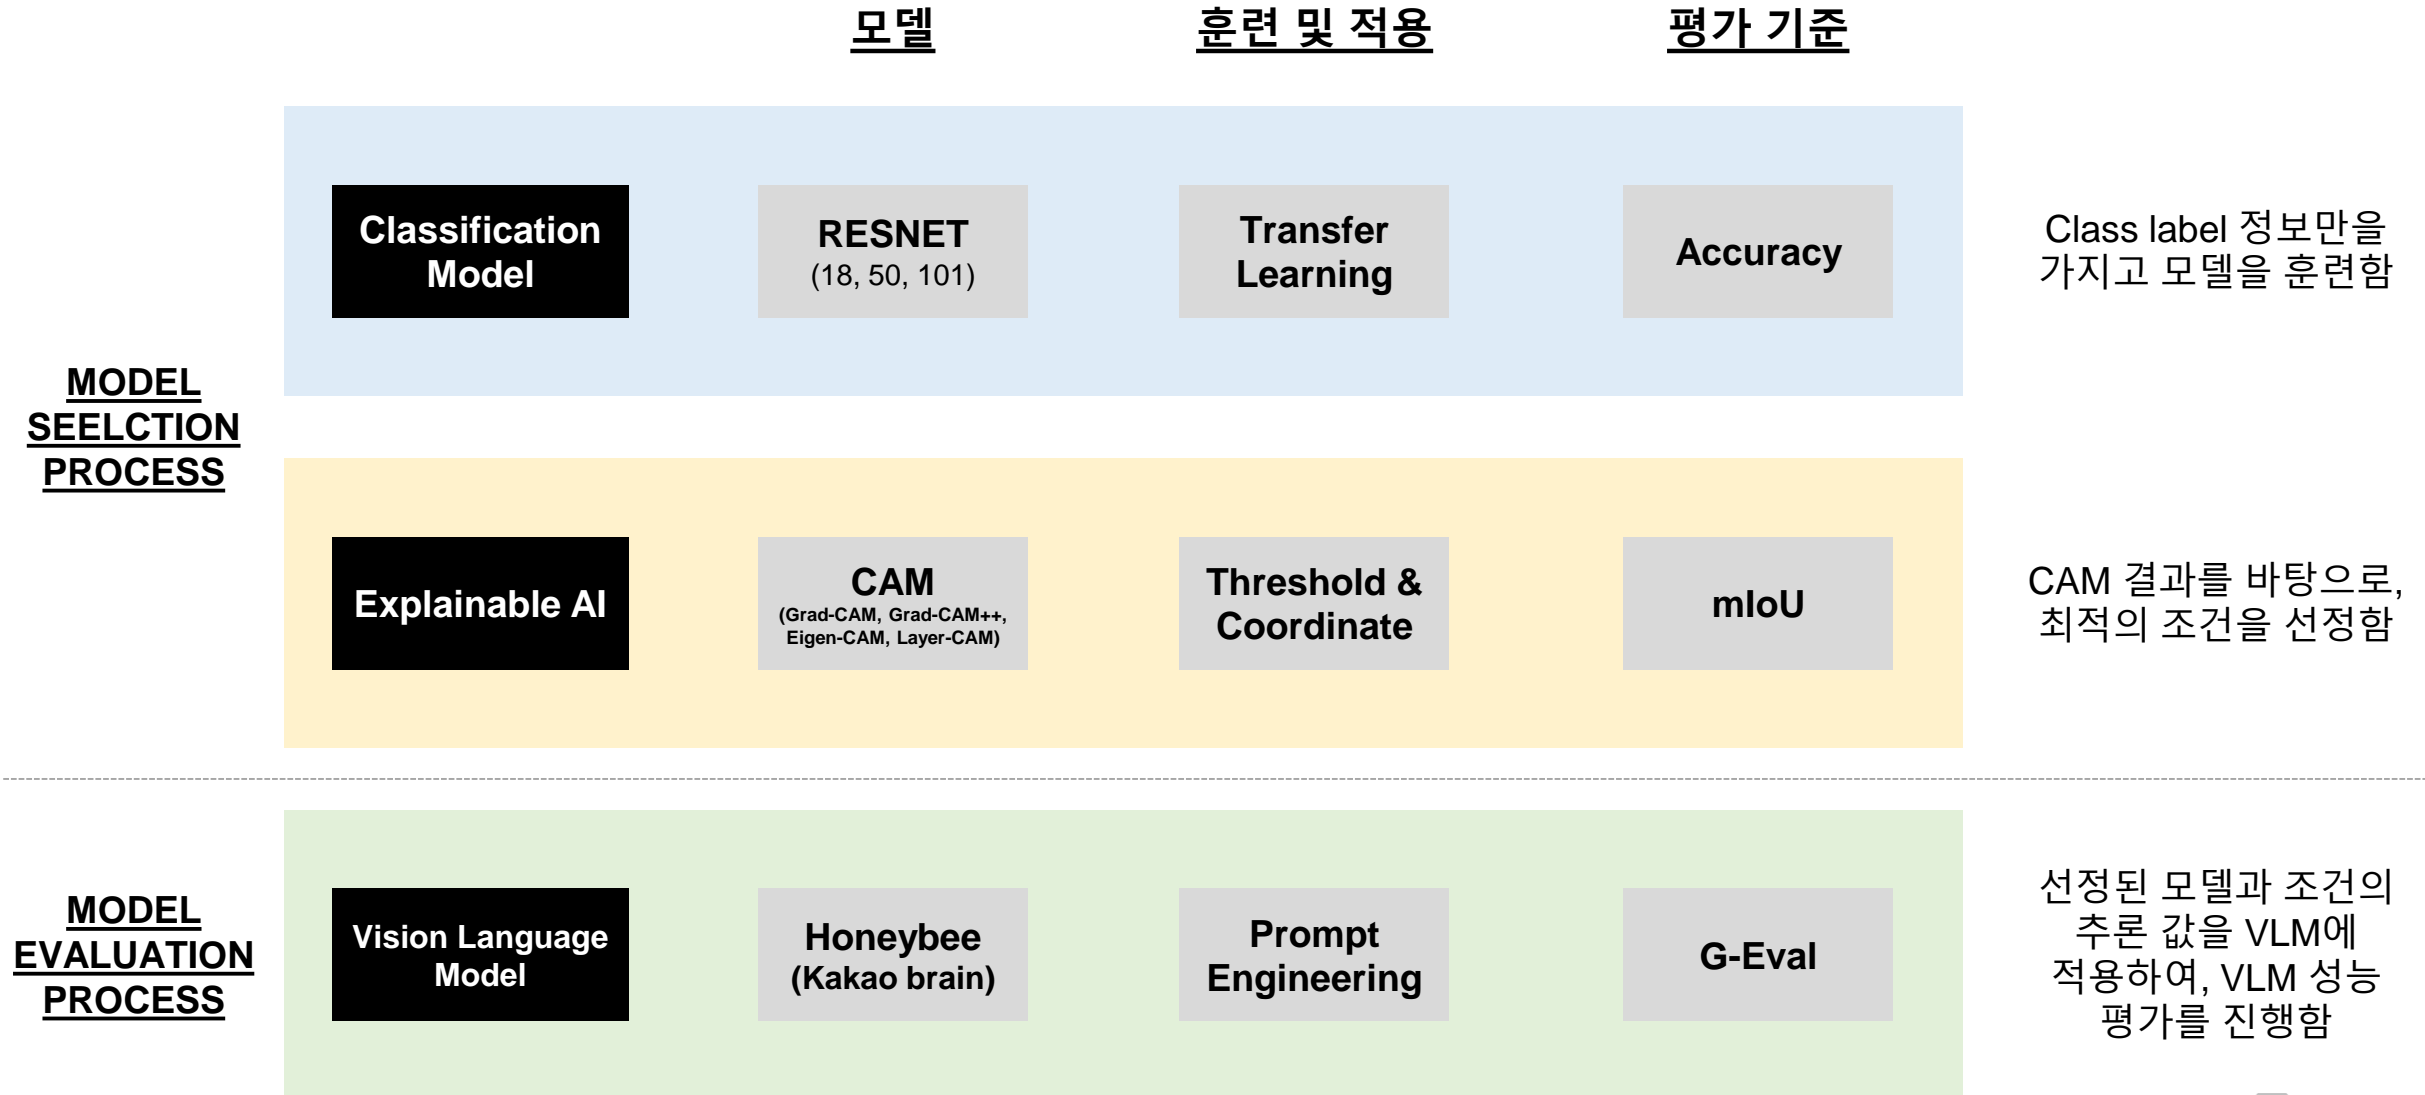 모델
훈련 및 적용
평가 기준
MODEL
SEELCTION
PROCESS
Classification
Model
RESNET
(18, 50, 101)
Transfer
Learning
Accuracy
Class label 정보만을
가지고 모델을 훈련함
Explainable AI
CAM
(Grad-CAM, Grad-CAM++,
Eigen-CAM, Layer-CAM)
Threshold &
Coordinate
mIoU
CAM 결과를 바탕으로,
최적의 조건을 선정함
MODEL
EVALUATION
PROCESS
Vision Language
Model
Honeybee
(Kakao brain)
Prompt
Engineering
G-Eval
선정된 모델과 조건의
추론 값을 VLM에
적용하여, VLM 성능
평가를 진행함